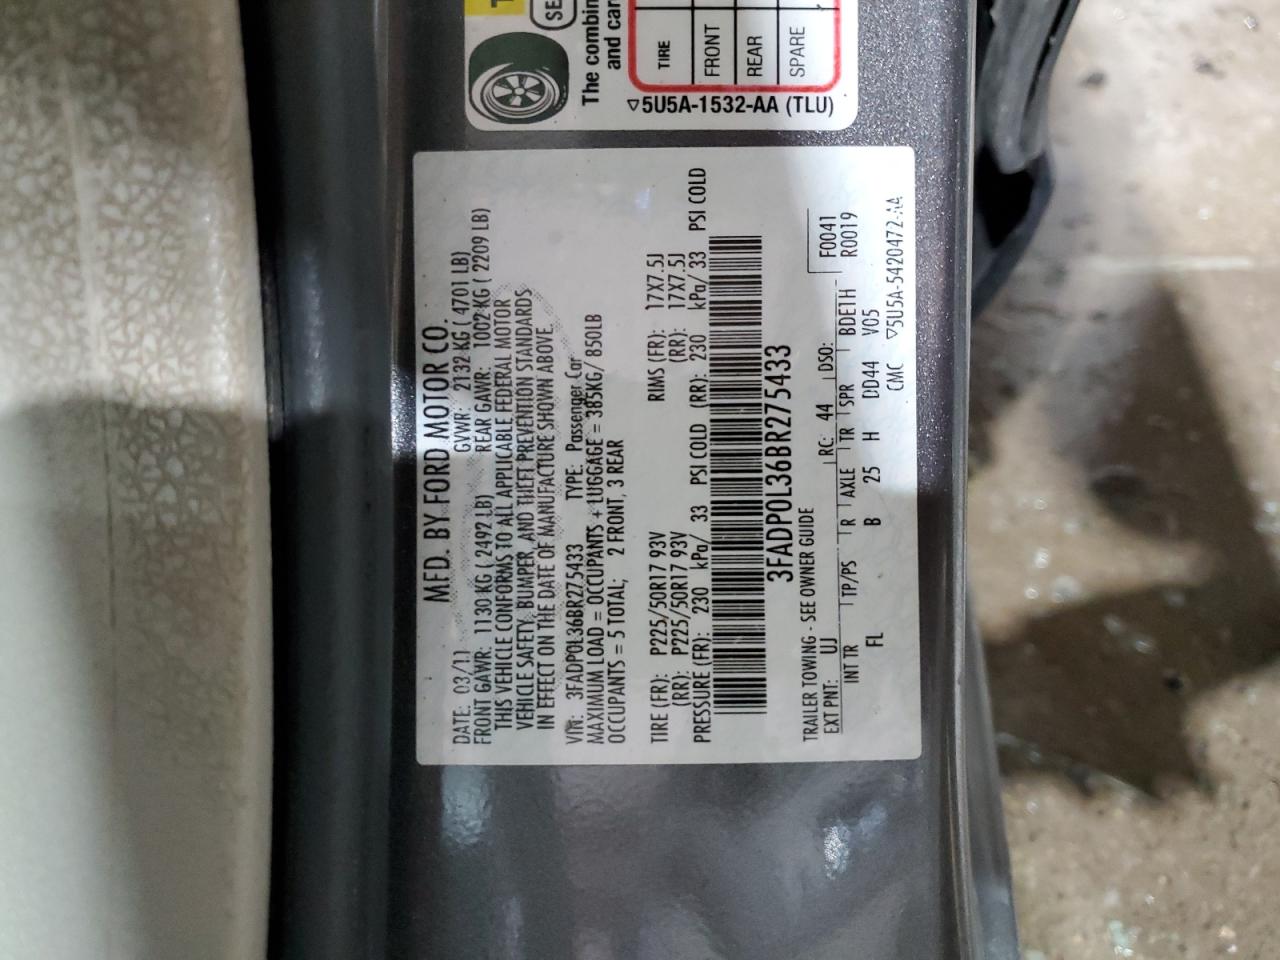 MFD. BY FORD MOTOR CO.
DATE: 03/11 GVWR: 2132 KG ( 4701 LB)
FRONT GAWR: 1130 KG ( 2492 LB) REAR GAWR: 1002 KG ( 2209 LB)
THIS VEHICLE CONFORMS TO ALL APPLICABLE FEDERAL MOTOR
VEHICLE SAFETY, BUMPER, AND THEFT PREVENTION STANDARDS
IN EFFECT ON THE DATE OF MANUFACTURE SHOWN ABOVE.
VIN: 3FADP0L36BR275433 TYPE: Passenger Car
MAXIMUM LOAD = OCCUPANTS + LUGGAGE = 385KG/ 850LB
OCCUPANTS = 5 TOTAL; 2 FRONT, 3 REAR
TIRE (FR): P225/50R17 93V RIMS (FR): 17X7.5J
(RR): P225/50R17 93V (RR): 17X7.5J
PRESSURE (FR): 230 kPa/ 33 PSI COLD (RR): 230 kPa/ 33 PSI COLD
3FADP0L36BR275433
TRAILER TOWING - SEE OWNER GUIDE
EXT PNT: UJ RC: 44 DSO: F0041
INT TR TP/PS R AXLE TR SPR BDE1H R0019
FL B 25 H DD44 V05
CMC ▽5U5A-5420472-AA
SE
The combin
and car
TIRE
FRONT
REAR
SPARE
▽5U5A-1532-AA (TLU)